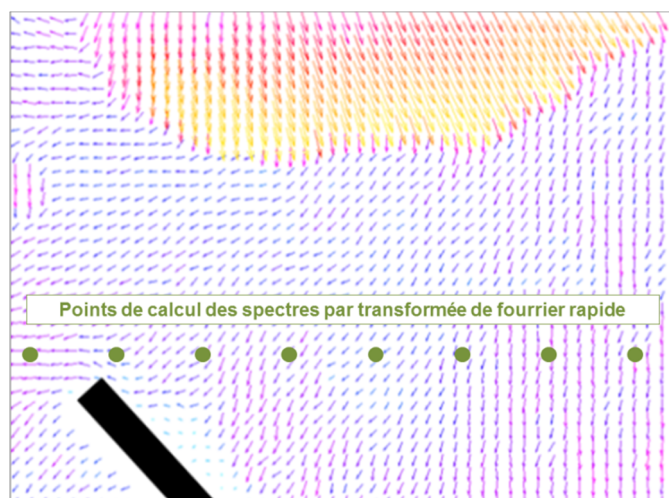 Points de calcul des spectres par transformée de fourrier rapide